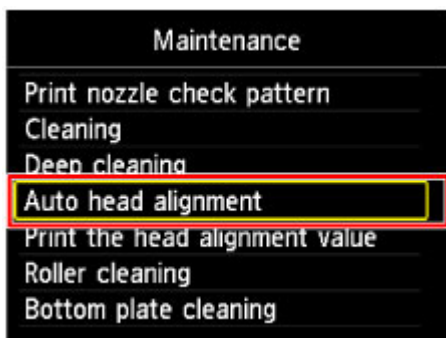 Maintenance
Print nozzle check pattern
Cleaning
Deep cleaning
Auto head alignment
Print the head alignment value
Roller cleaning
Bottom plate cleaning